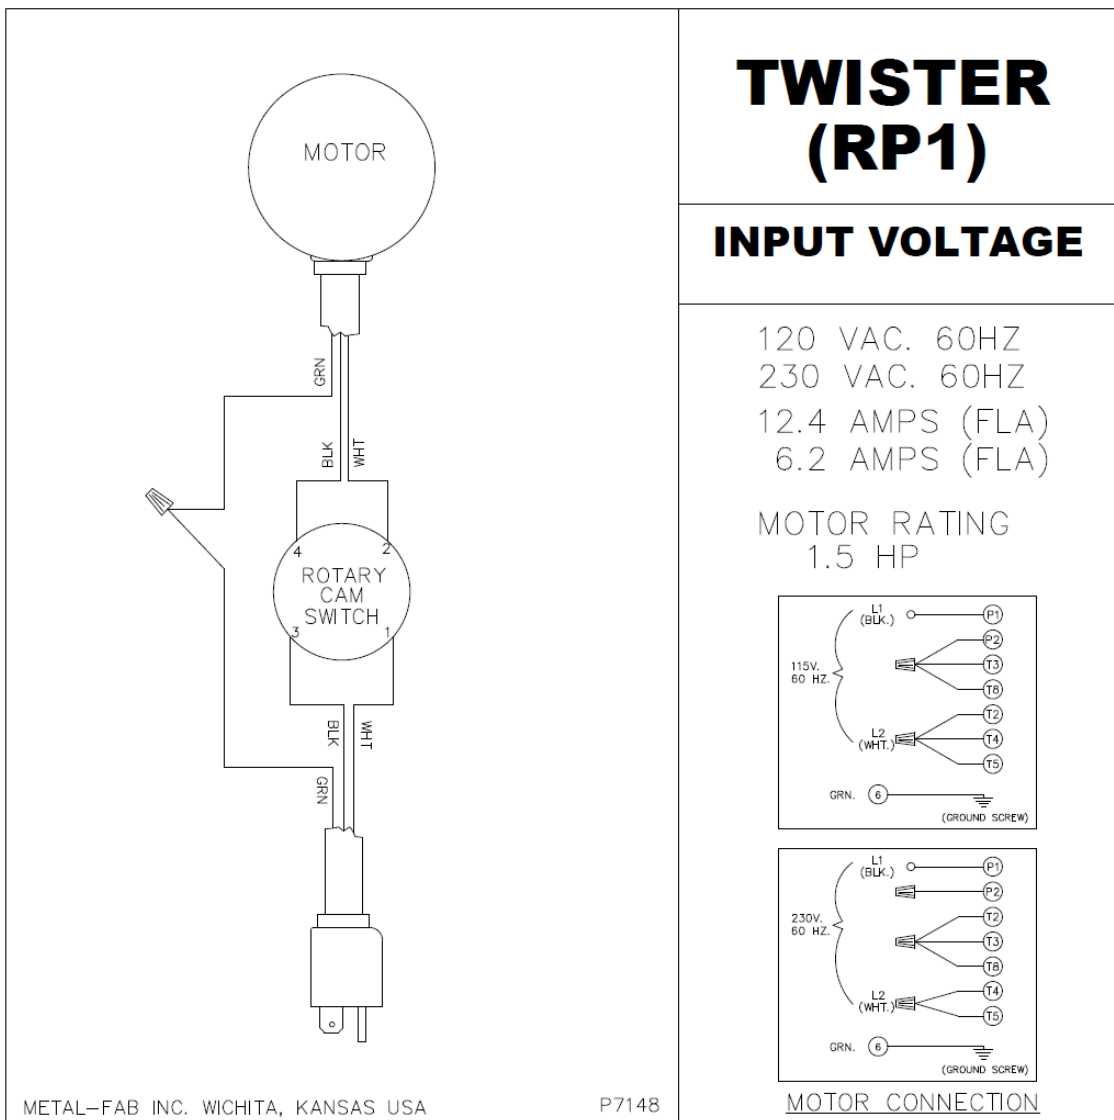 MOTOR
GRN
BLK
WHT
4
2
ROTARY
CAM
SWITCH
3
1
BLK
WHT
GRN
METAL-FAB INC. WICHITA, KANSAS USA
P7148
TWISTER
(RP1)
INPUT VOLTAGE
120 VAC. 60HZ
230 VAC. 60HZ
12.4 AMPS (FLA)
6.2 AMPS (FLA)
MOTOR RATING
1.5 HP
L1
(BLK.)
P1
P2
115V.
60 HZ.
T3
T8
T2
L2
(WHT.)
T4
T5
GRN.
6
(GROUND SCREW)
L1
(BLK.)
P1
P2
230V.
60 HZ.
T2
T3
T8
L2
(WHT.)
T4
T5
GRN.
6
(GROUND SCREW)
MOTOR CONNECTION